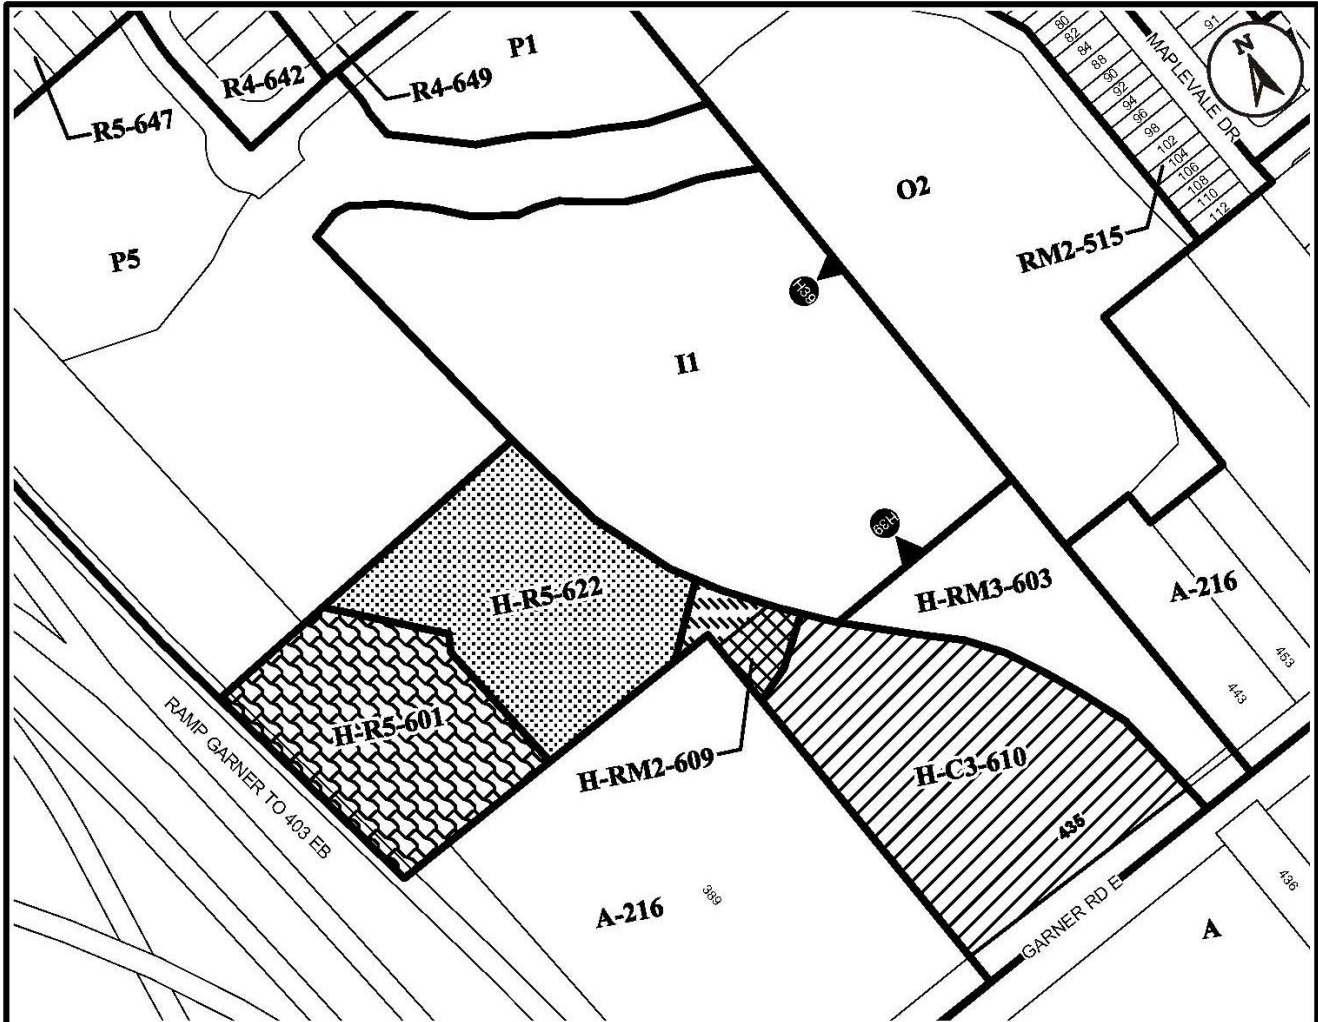 80
82
84
88
90
92
94
96
98
102
104
106
108
110
112
91
MAPLEVALE DR
N
P1
R4-642
R4-649
R5-647
O2
RM2-515
P5
H39
I1
H39
H-R5-622
H-RM3-603
A-216
453
443
H-R5-601
H-RM2-609
H-C3-610
435
RAMP GARNER TO 403 EB
A-216
389
GARNER RD E
436
A